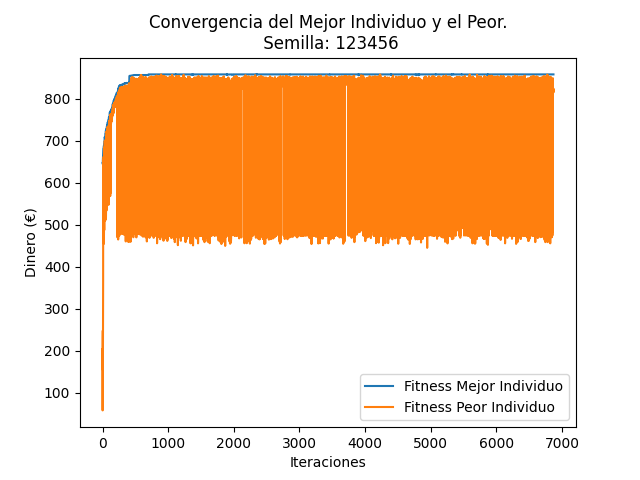 Convergencia del Mejor Individuo y el Peor.
Semilla: 123456
Dinero (€)
800
700
600
500
400
300
200
100
Fitness Mejor Individuo
Fitness Peor Individuo
0 1000 2000 3000 4000 5000 6000 7000
Iteraciones